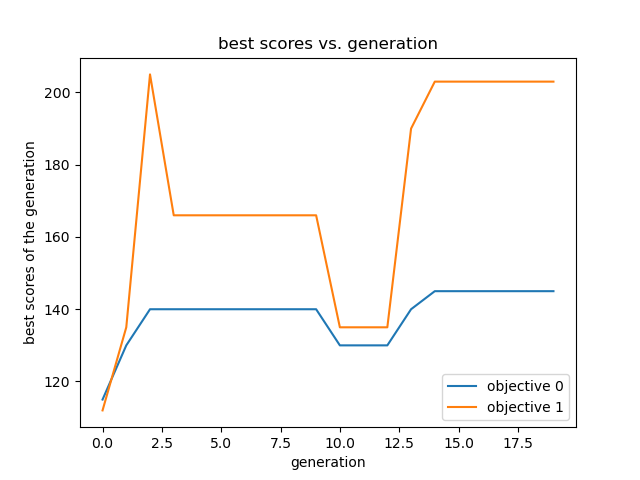 best scores vs. generation
best scores of the generation
200
180
160
140
120
0.0 2.5 5.0 7.5 10.0 12.5 15.0 17.5
generation
objective 0
objective 1